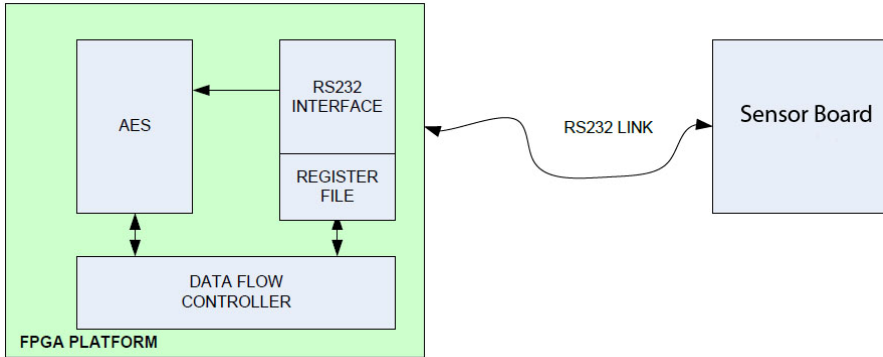 AES
RS232
INTERFACE
REGISTER
FILE
DATA FLOW
CONTROLLER
FPGA PLATFORM
RS232 LINK
Sensor Board